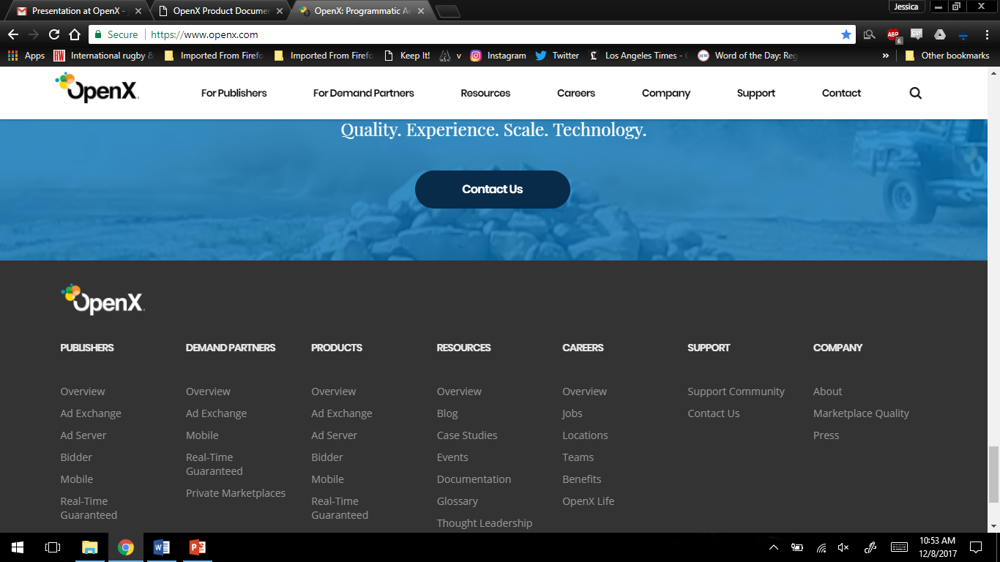 Presentation at OpenX -
OpenX Product Documen
OpenX: Programmatic A
Jessica
Secure https://www.openx.com
ABP 6
Apps RW International rugby & Imported From Firefo Imported From Firefo Keep It! v Instagram Twitter Los Angeles Times - Word of the Day: Reg » Other bookmarks
OpenX For Publishers For Demand Partners Resources Careers Company Support Contact
Quality. Experience. Scale. Technology.
Contact Us
OpenX
PUBLISHERS DEMAND PARTNERS PRODUCTS RESOURCES CAREERS SUPPORT COMPANY
Overview Overview Overview Overview Overview Support Community About
Ad Exchange Ad Exchange Ad Exchange Blog Jobs Contact Us Marketplace Quality
Ad Server Mobile Ad Server Case Studies Locations Press
Bidder Real-Time Bidder Events Teams
Guaranteed
Mobile Private Marketplaces Mobile Documentation Benefits
Real-Time Real-Time Glossary OpenX Life
Guaranteed Guaranteed
Thought Leadership
10:53 AM
12/8/2017